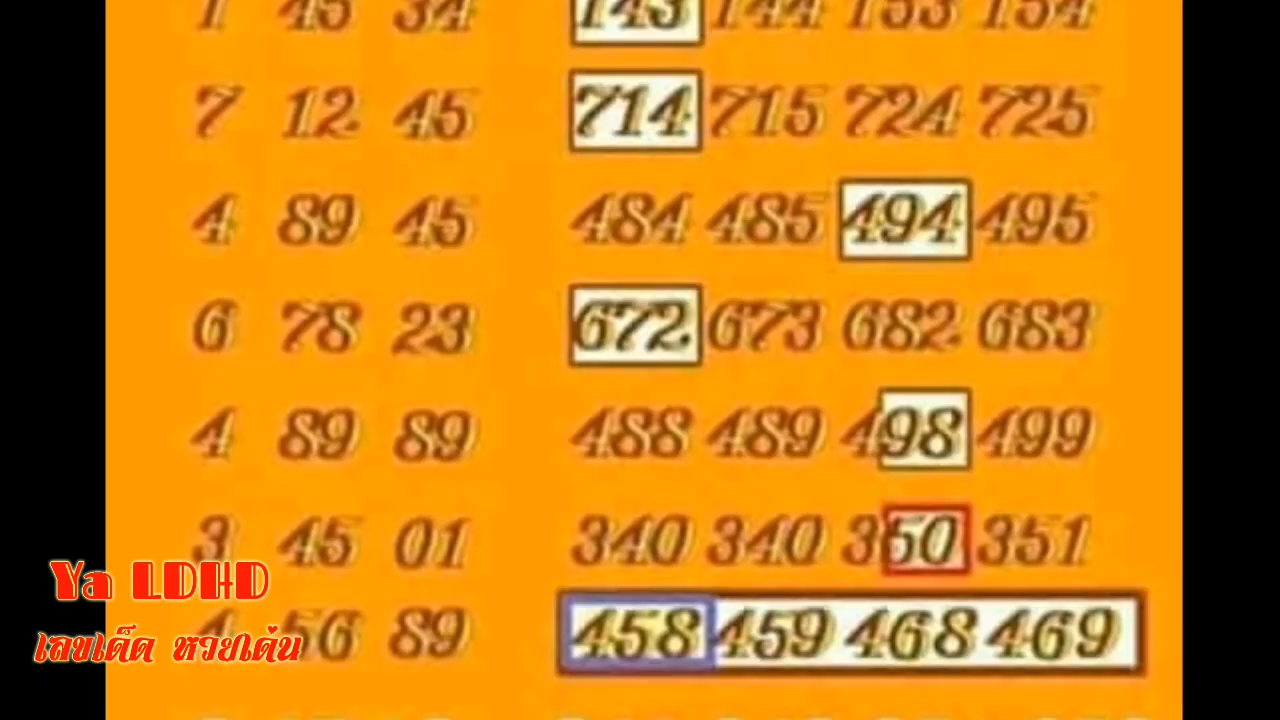 1 45 34 143 144 153 154
7 12 45 714 715 724 725
4 89 45 484 485 494 495
6 78 23 672 673 682 683
4 89 89 488 489 498 499
3 45 01 340 340 350 351
Ya LDHD
4 56 89 458 459 468 469
เลขเด็ด หวยเด่น